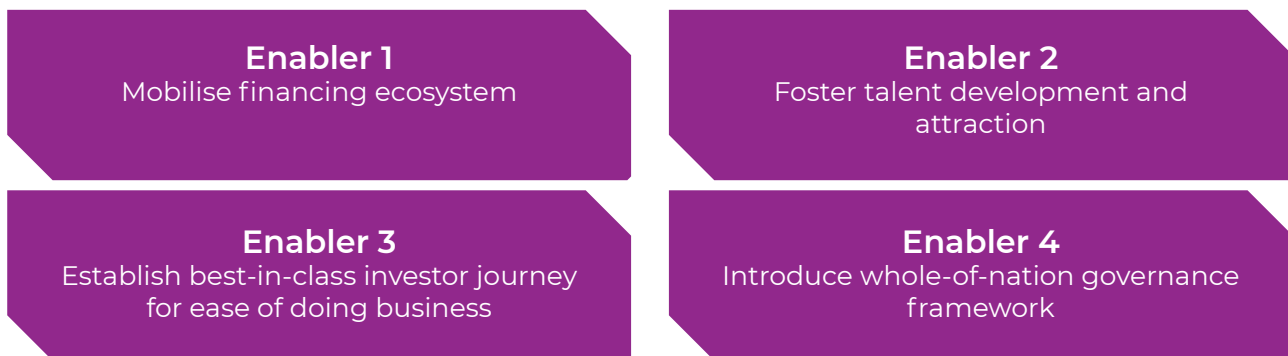 Enabler 1
Mobilise financing ecosystem
Enabler 2
Foster talent development and
attraction
Enabler 3
Establish best-in-class investor journey
for ease of doing business
Enabler 4
Introduce whole-of-nation governance
framework